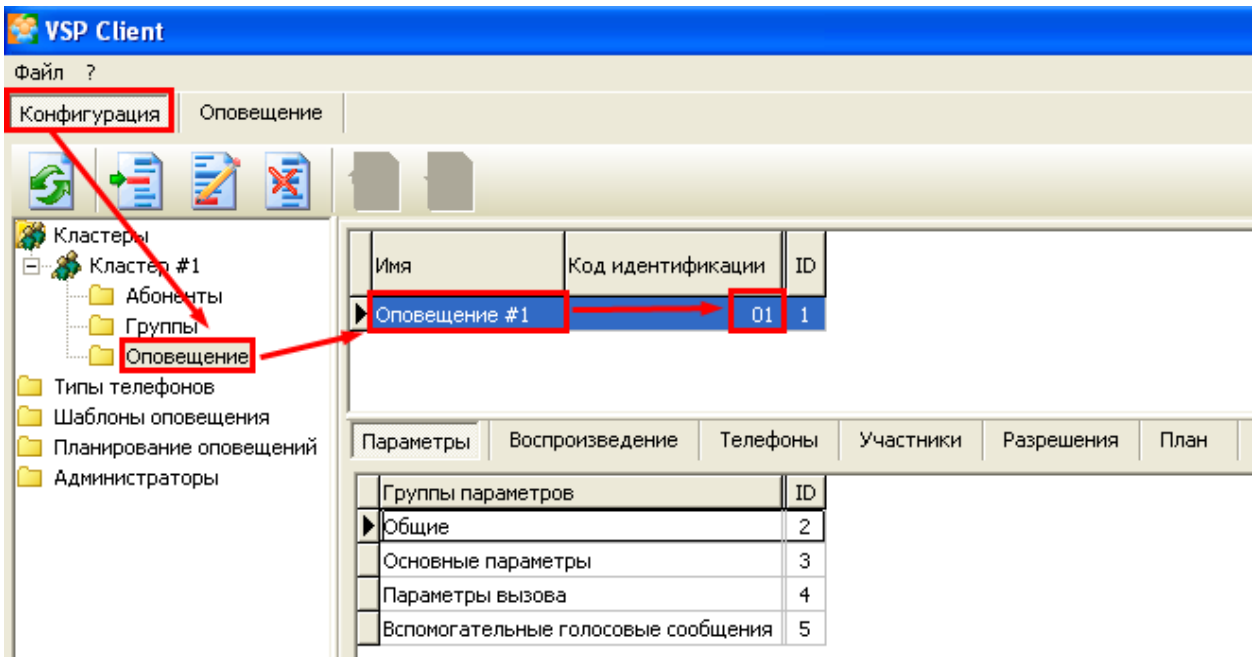 VSP Client
Файл ?
Конфигурация Оповещение
Кластеры
Кластер #1
Абоненты
Группы
Оповещение
Типы телефонов
Шаблоны оповещения
Планирование оповещений
Администраторы
Имя Код идентификации ID
Оповещение #1 01 1
Параметры Воспроизведение Телефоны Участники Разрешения План
Группы параметров ID
Общие 2
Основные параметры 3
Параметры вызова 4
Вспомогательные голосовые сообщения 5